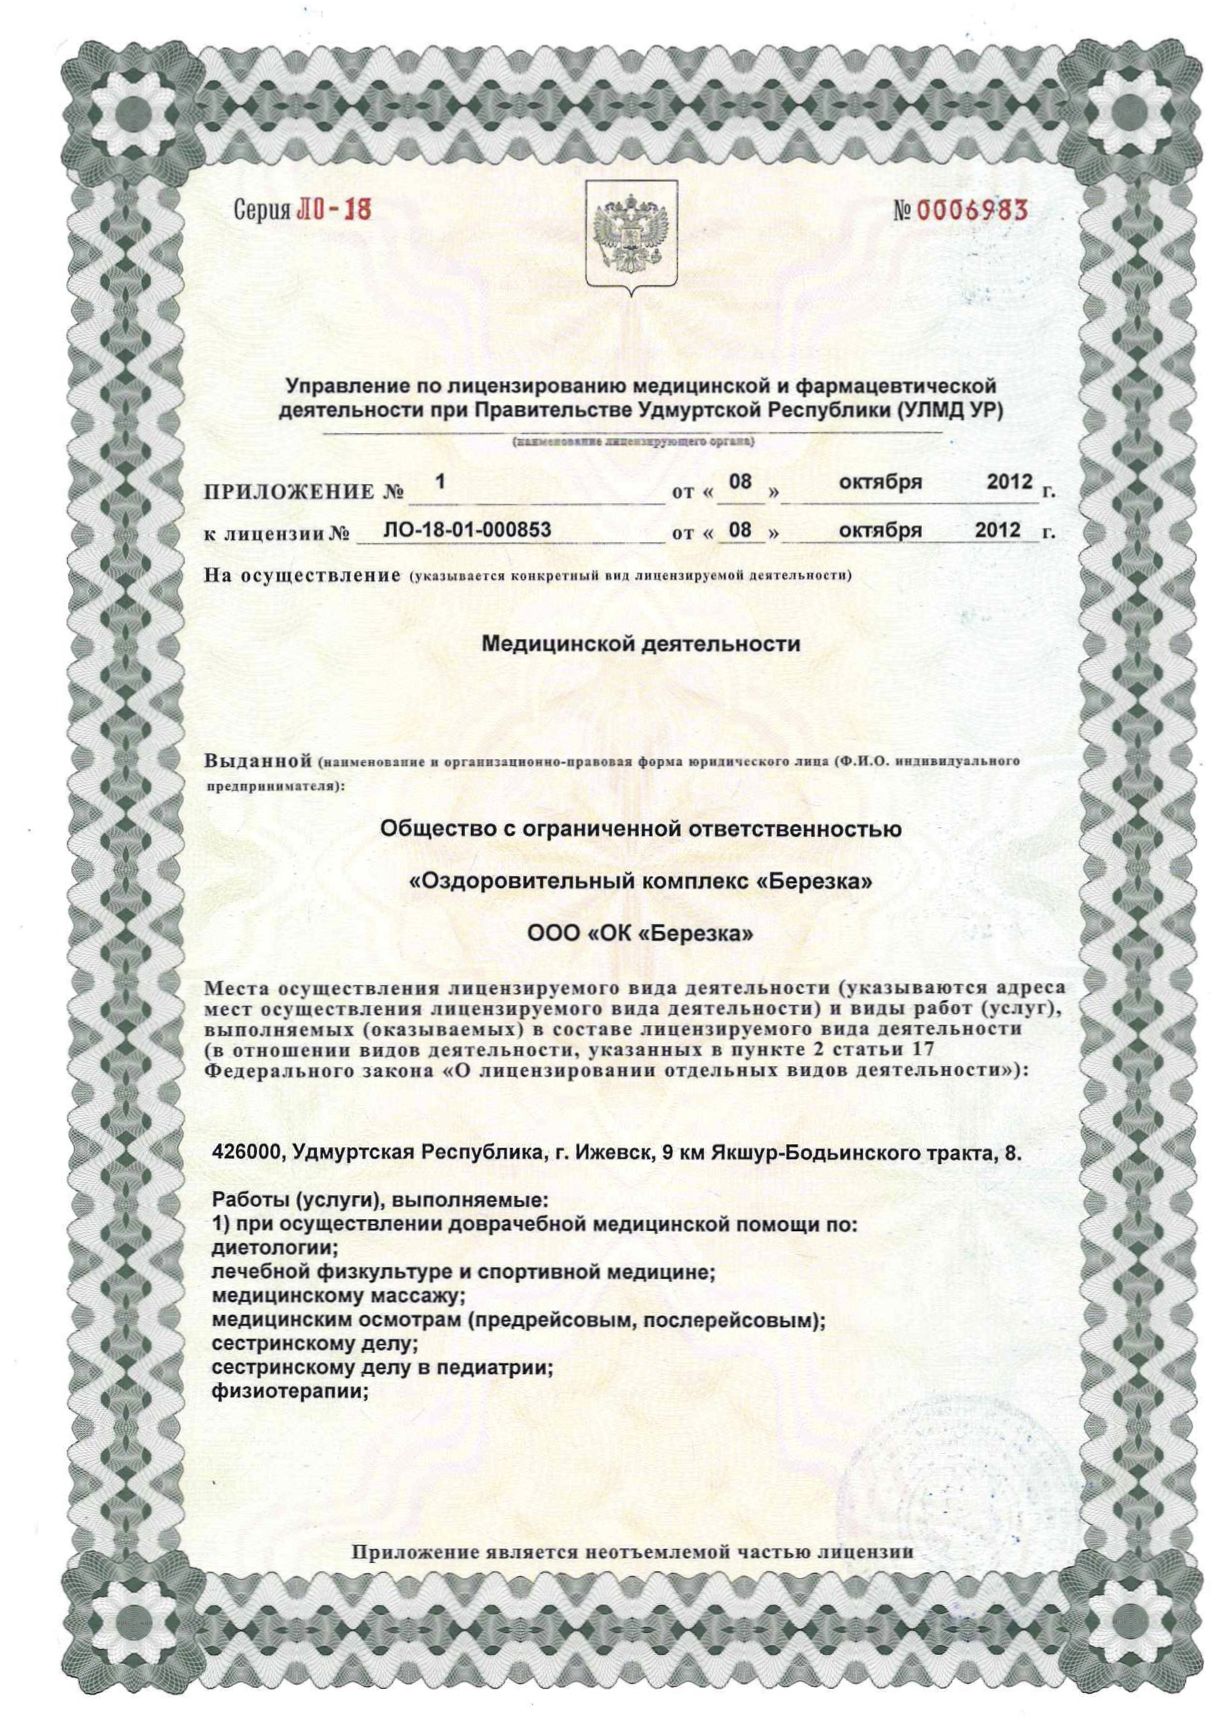 Серия ЛО-18
№ 0006983
Управление по лицензированию медицинской и фармацевтической
деятельности при Правительстве Удмуртской Республики (УЛМД УР)
(наименование лицензирующего органа)
ПРИЛОЖЕНИЕ № 1 от « 08 » октября 2012 г.
к лицензии № ЛО-18-01-000853 от « 08 » октября 2012 г.
На осуществление (указывается конкретный вид лицензируемой деятельности)
Медицинской деятельности
Выданной (наименование и организационно-правовая форма юридического лица (Ф.И.О. индивидуального
предпринимателя):
Общество с ограниченной ответственностью
«Оздоровительный комплекс «Березка»
ООО «ОК «Березка»
Места осуществления лицензируемого вида деятельности (указываются адреса
мест осуществления лицензируемого вида деятельности) и виды работ (услуг),
выполняемых (оказываемых) в составе лицензируемого вида деятельности
(в отношении видов деятельности, указанных в пункте 2 статьи 17
Федерального закона «О лицензировании отдельных видов деятельности»):
426000, Удмуртская Республика, г. Ижевск, 9 км Якшур-Бодьинского тракта, 8.
Работы (услуги), выполняемые:
1) при осуществлении доврачебной медицинской помощи по:
диетологии;
лечебной физкультуре и спортивной медицине;
медицинскому массажу;
медицинским осмотрам (предрейсовым, послерейсовым);
сестринскому делу;
сестринскому делу в педиатрии;
физиотерапии;
Приложение является неотъемлемой частью лицензии